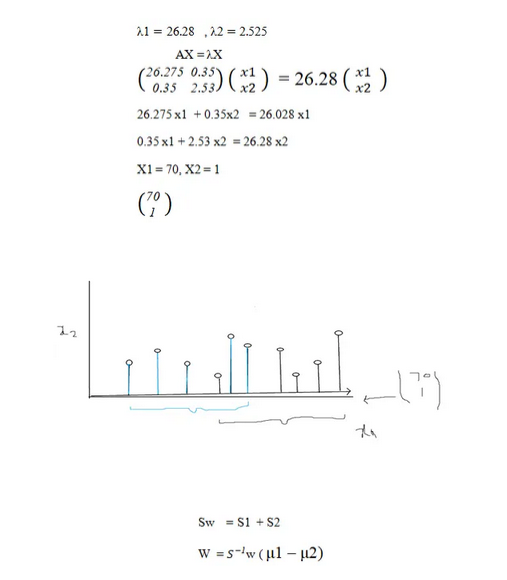 λ1 = 26.28 , λ2 = 2.525
AX = λX
(26.275 0.35
0.35 2.53) (x1
x2) = 26.28 (x1
x2)
26.275 x1 + 0.35x2 = 26.028 x1
0.35 x1 + 2.53 x2 = 26.28 x2
X1 = 70, X2 = 1
(70
1)
x2
(70
1)
x1
Sw = S1 + S2
W = s⁻¹w (μ1 − μ2)